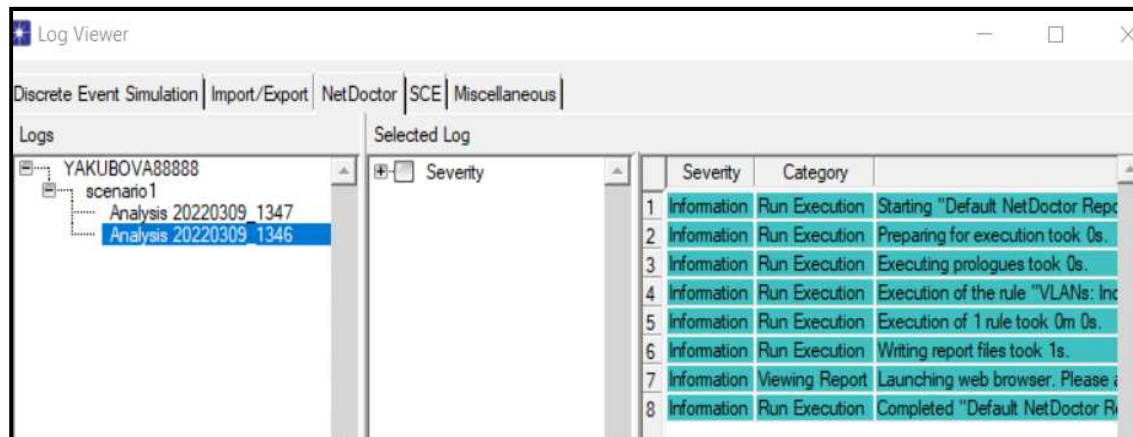 Log Viewer
Discrete Event Simulation Import/Export NetDoctor SCE Miscellaneous
Logs Selected Log
YAKUBOVA88888
scenario1
Analysis 20220309_1347
Analysis 20220309_1346
Severity
Severity Category
1 Information Run Execution Starting "Default NetDoctor Repo
2 Information Run Execution Preparing for execution took 0s.
3 Information Run Execution Executing prologues took 0s.
4 Information Run Execution Execution of the rule "VLANs: Inc
5 Information Run Execution Execution of 1 rule took 0m 0s.
6 Information Run Execution Writing report files took 1s.
7 Information Viewing Report Launching web browser. Please a
8 Information Run Execution Completed "Default NetDoctor R